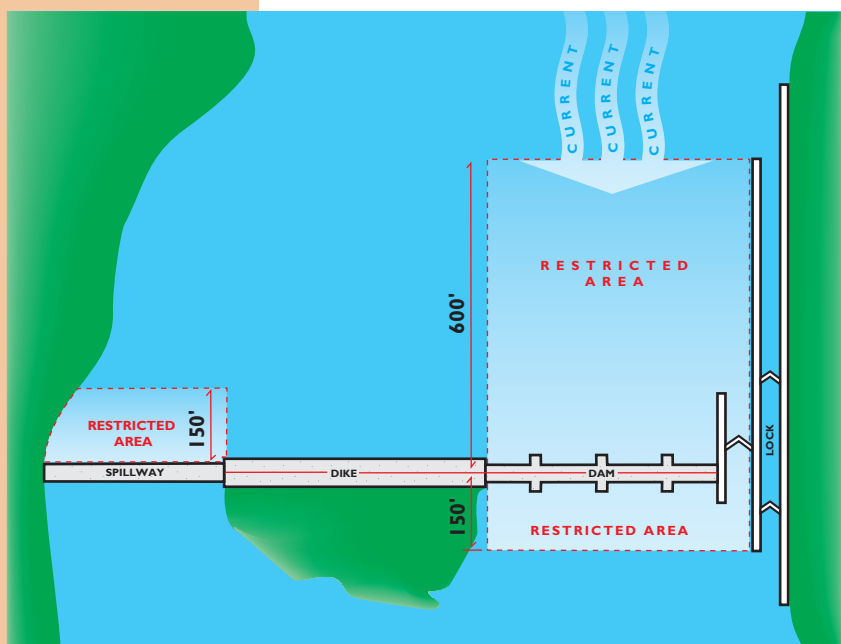 CURRENT
CURRENT
CURRENT
RESTRICTED
AREA
600'
RESTRICTED
AREA
150'
SPILLWAY
DIKE
DAM
LOCK
150'
RESTRICTED AREA